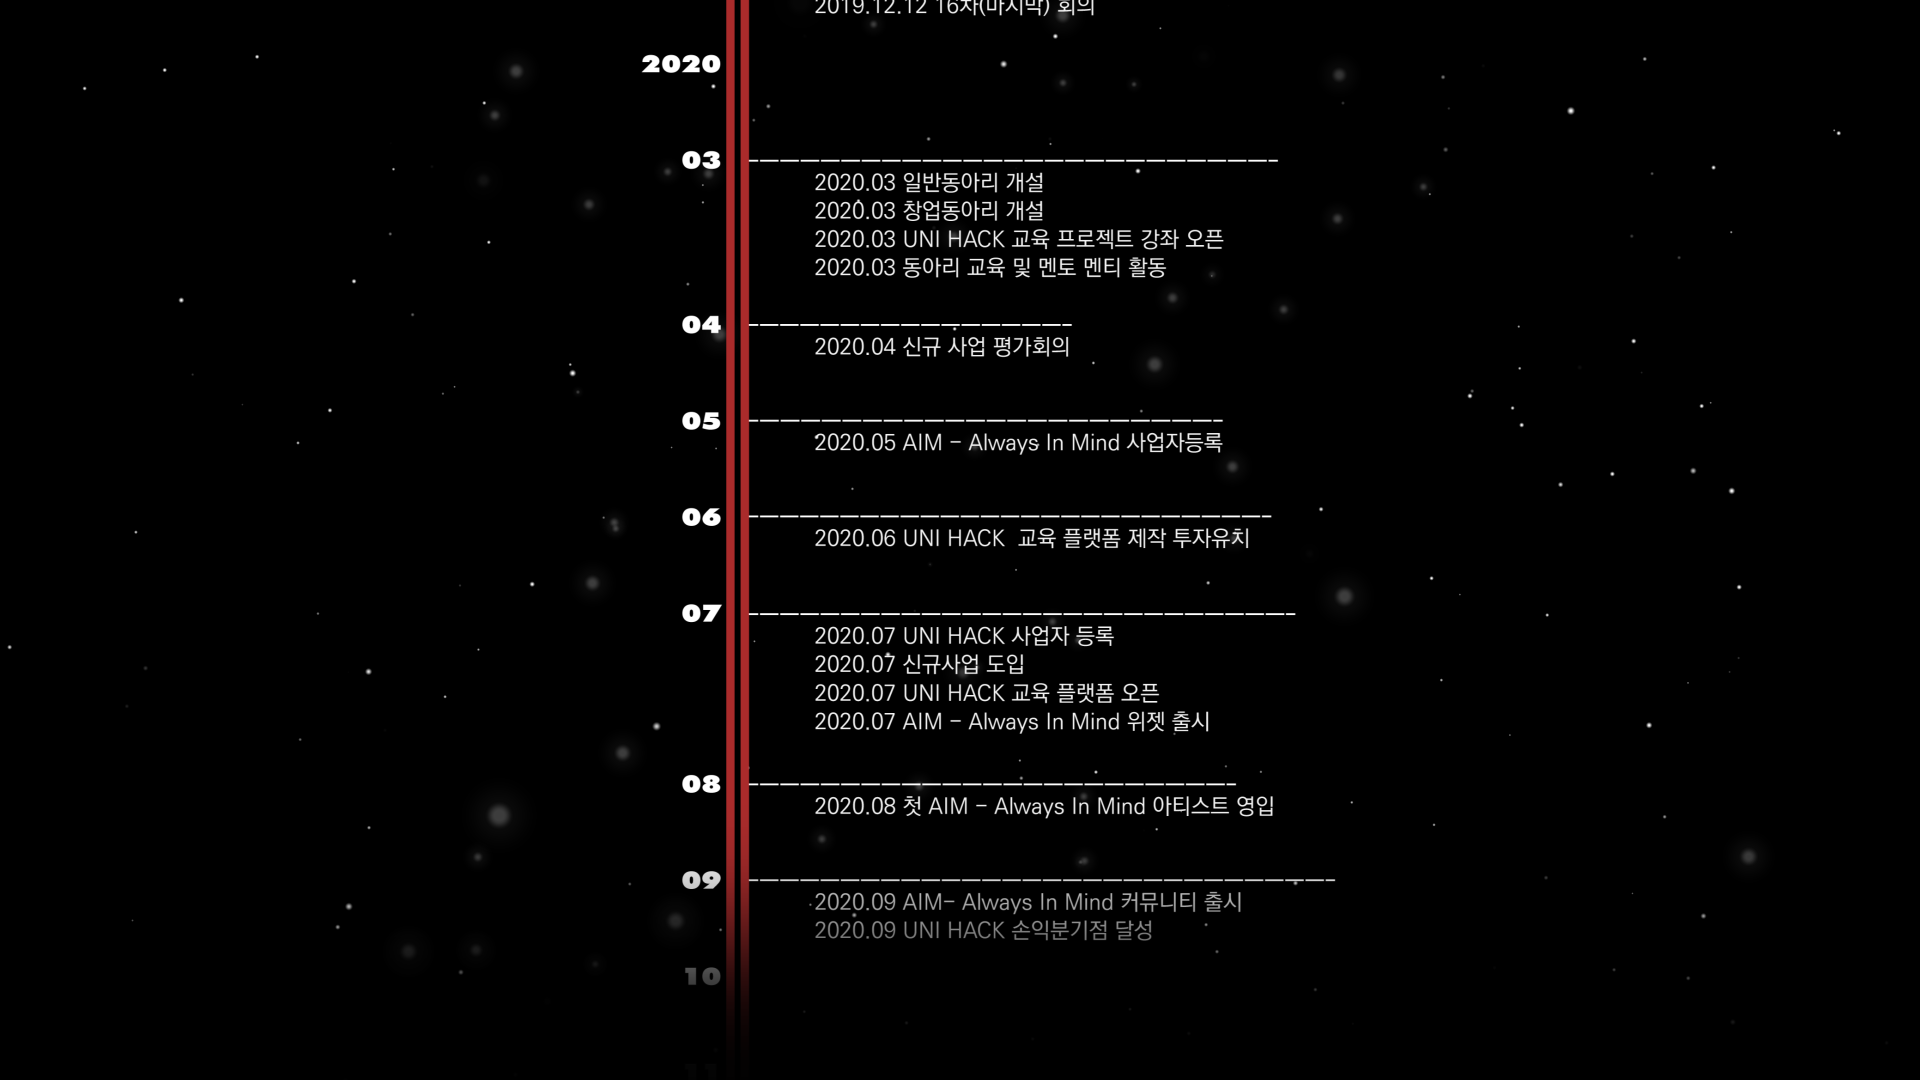 2019.12.12 16차(마지막) 회의
2020
03
2020.03 일반동아리 개설
2020.03 창업동아리 개설
2020.03 UNI HACK 교육 프로젝트 강좌 오픈
2020.03 동아리 교육 및 멘토 멘티 활동
04
2020.04 신규 사업 평가회의
05
2020.05 AIM - Always In Mind 사업자등록
06
2020.06 UNI HACK  교육 플랫폼 제작 투자유치
07
2020.07 UNI HACK 사업자 등록
2020.07 신규사업 도입
2020.07 UNI HACK 교육 플랫폼 오픈
2020.07 AIM - Always In Mind 위젯 출시
08
2020.08 첫 AIM - Always In Mind 아티스트 영입
09
2020.09 AIM- Always In Mind 커뮤니티 출시
2020.09 UNI HACK 손익분기점 달성
10